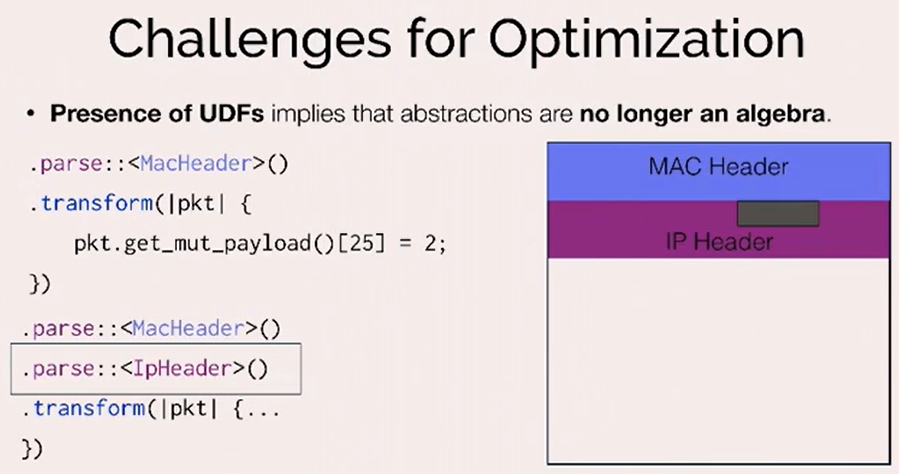 Challenges for Optimization
• Presence of UDFs implies that abstractions are no longer an algebra.
.parse::<MacHeader>()
.transform(|pkt| {
pkt.get_mut_payload()[25] = 2;
})
.parse::<MacHeader>()
.parse::<IpHeader>()
.transform(|pkt| {...
})
MAC Header
IP Header